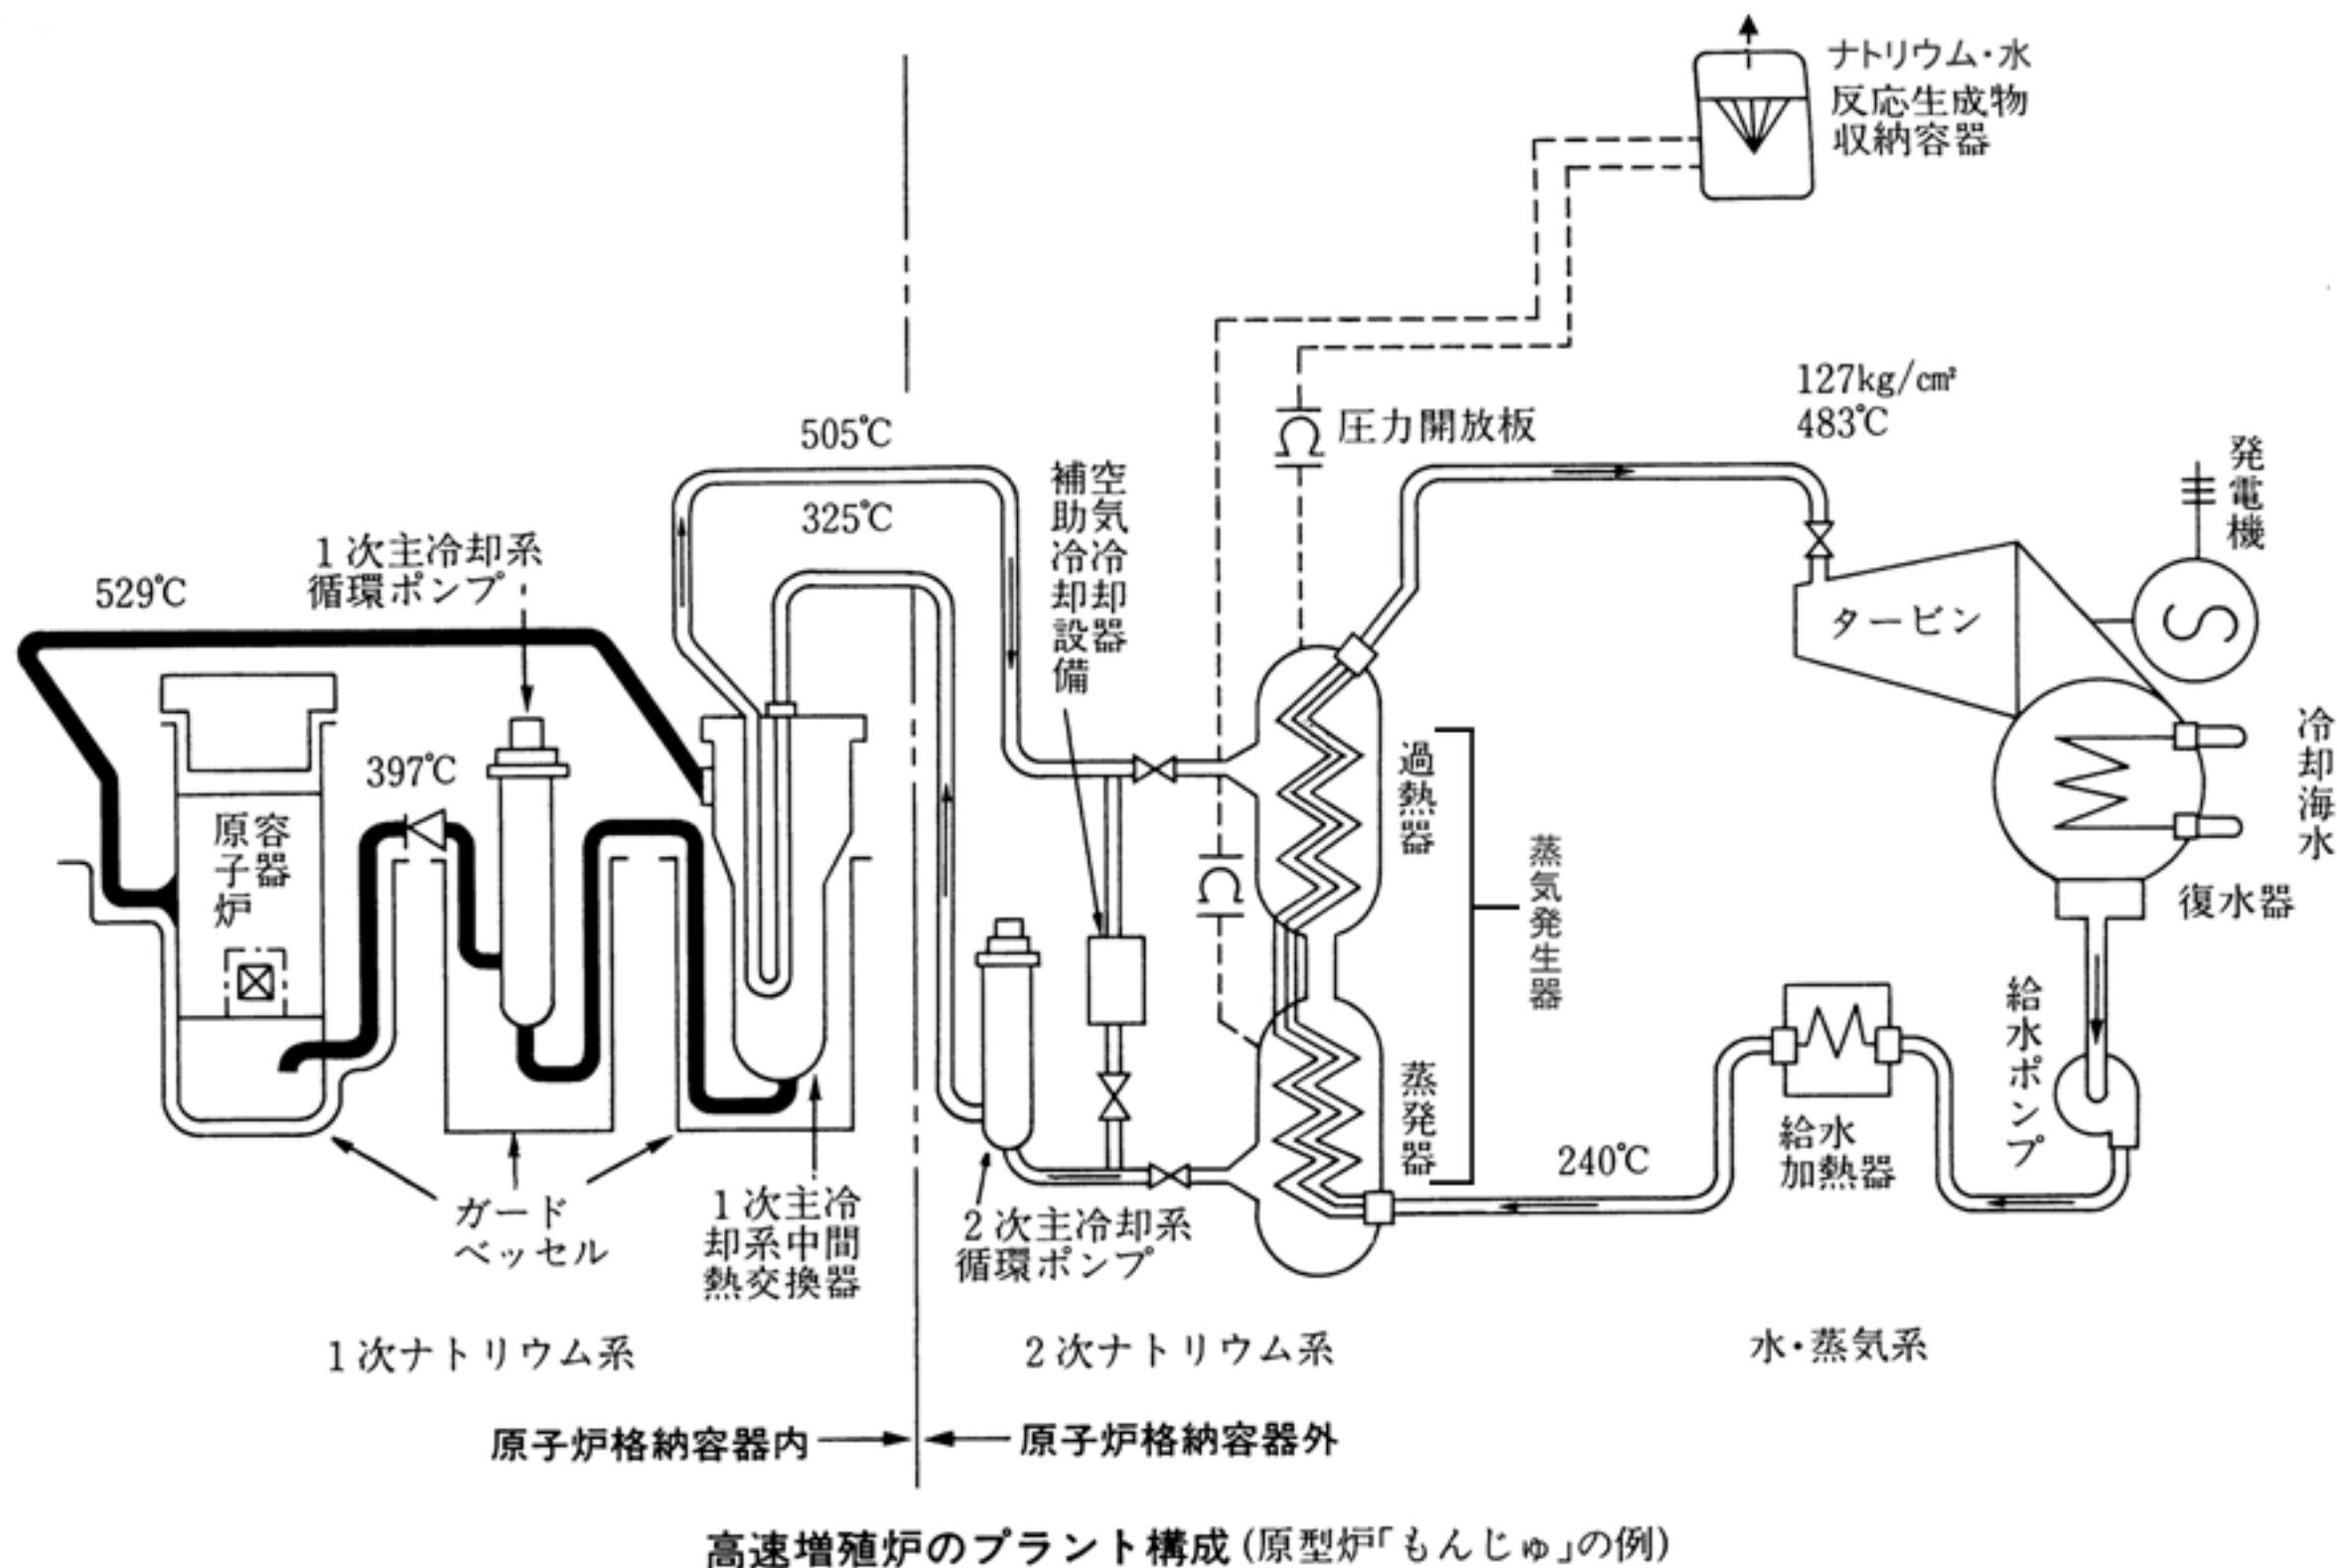 ナトリウム・水
反応生成物
収納容器
127kg/cm²
483℃
圧力開放板
505℃
325℃
空気冷却器
補助冷却設備
発電機
1次主冷却系
循環ポンプ
529℃
タービン
397℃
原子炉
容器
過熱器
蒸気発生器
蒸発器
冷却海水
復水器
給水ポンプ
給水
加熱器
240℃
ガード
ベッセル
1次主冷
却系中間
熱交換器
2次主冷却系
循環ポンプ
1次ナトリウム系
2次ナトリウム系
水・蒸気系
原子炉格納容器内
原子炉格納容器外
高速増殖炉のプラント構成(原型炉「もんじゅ」の例)